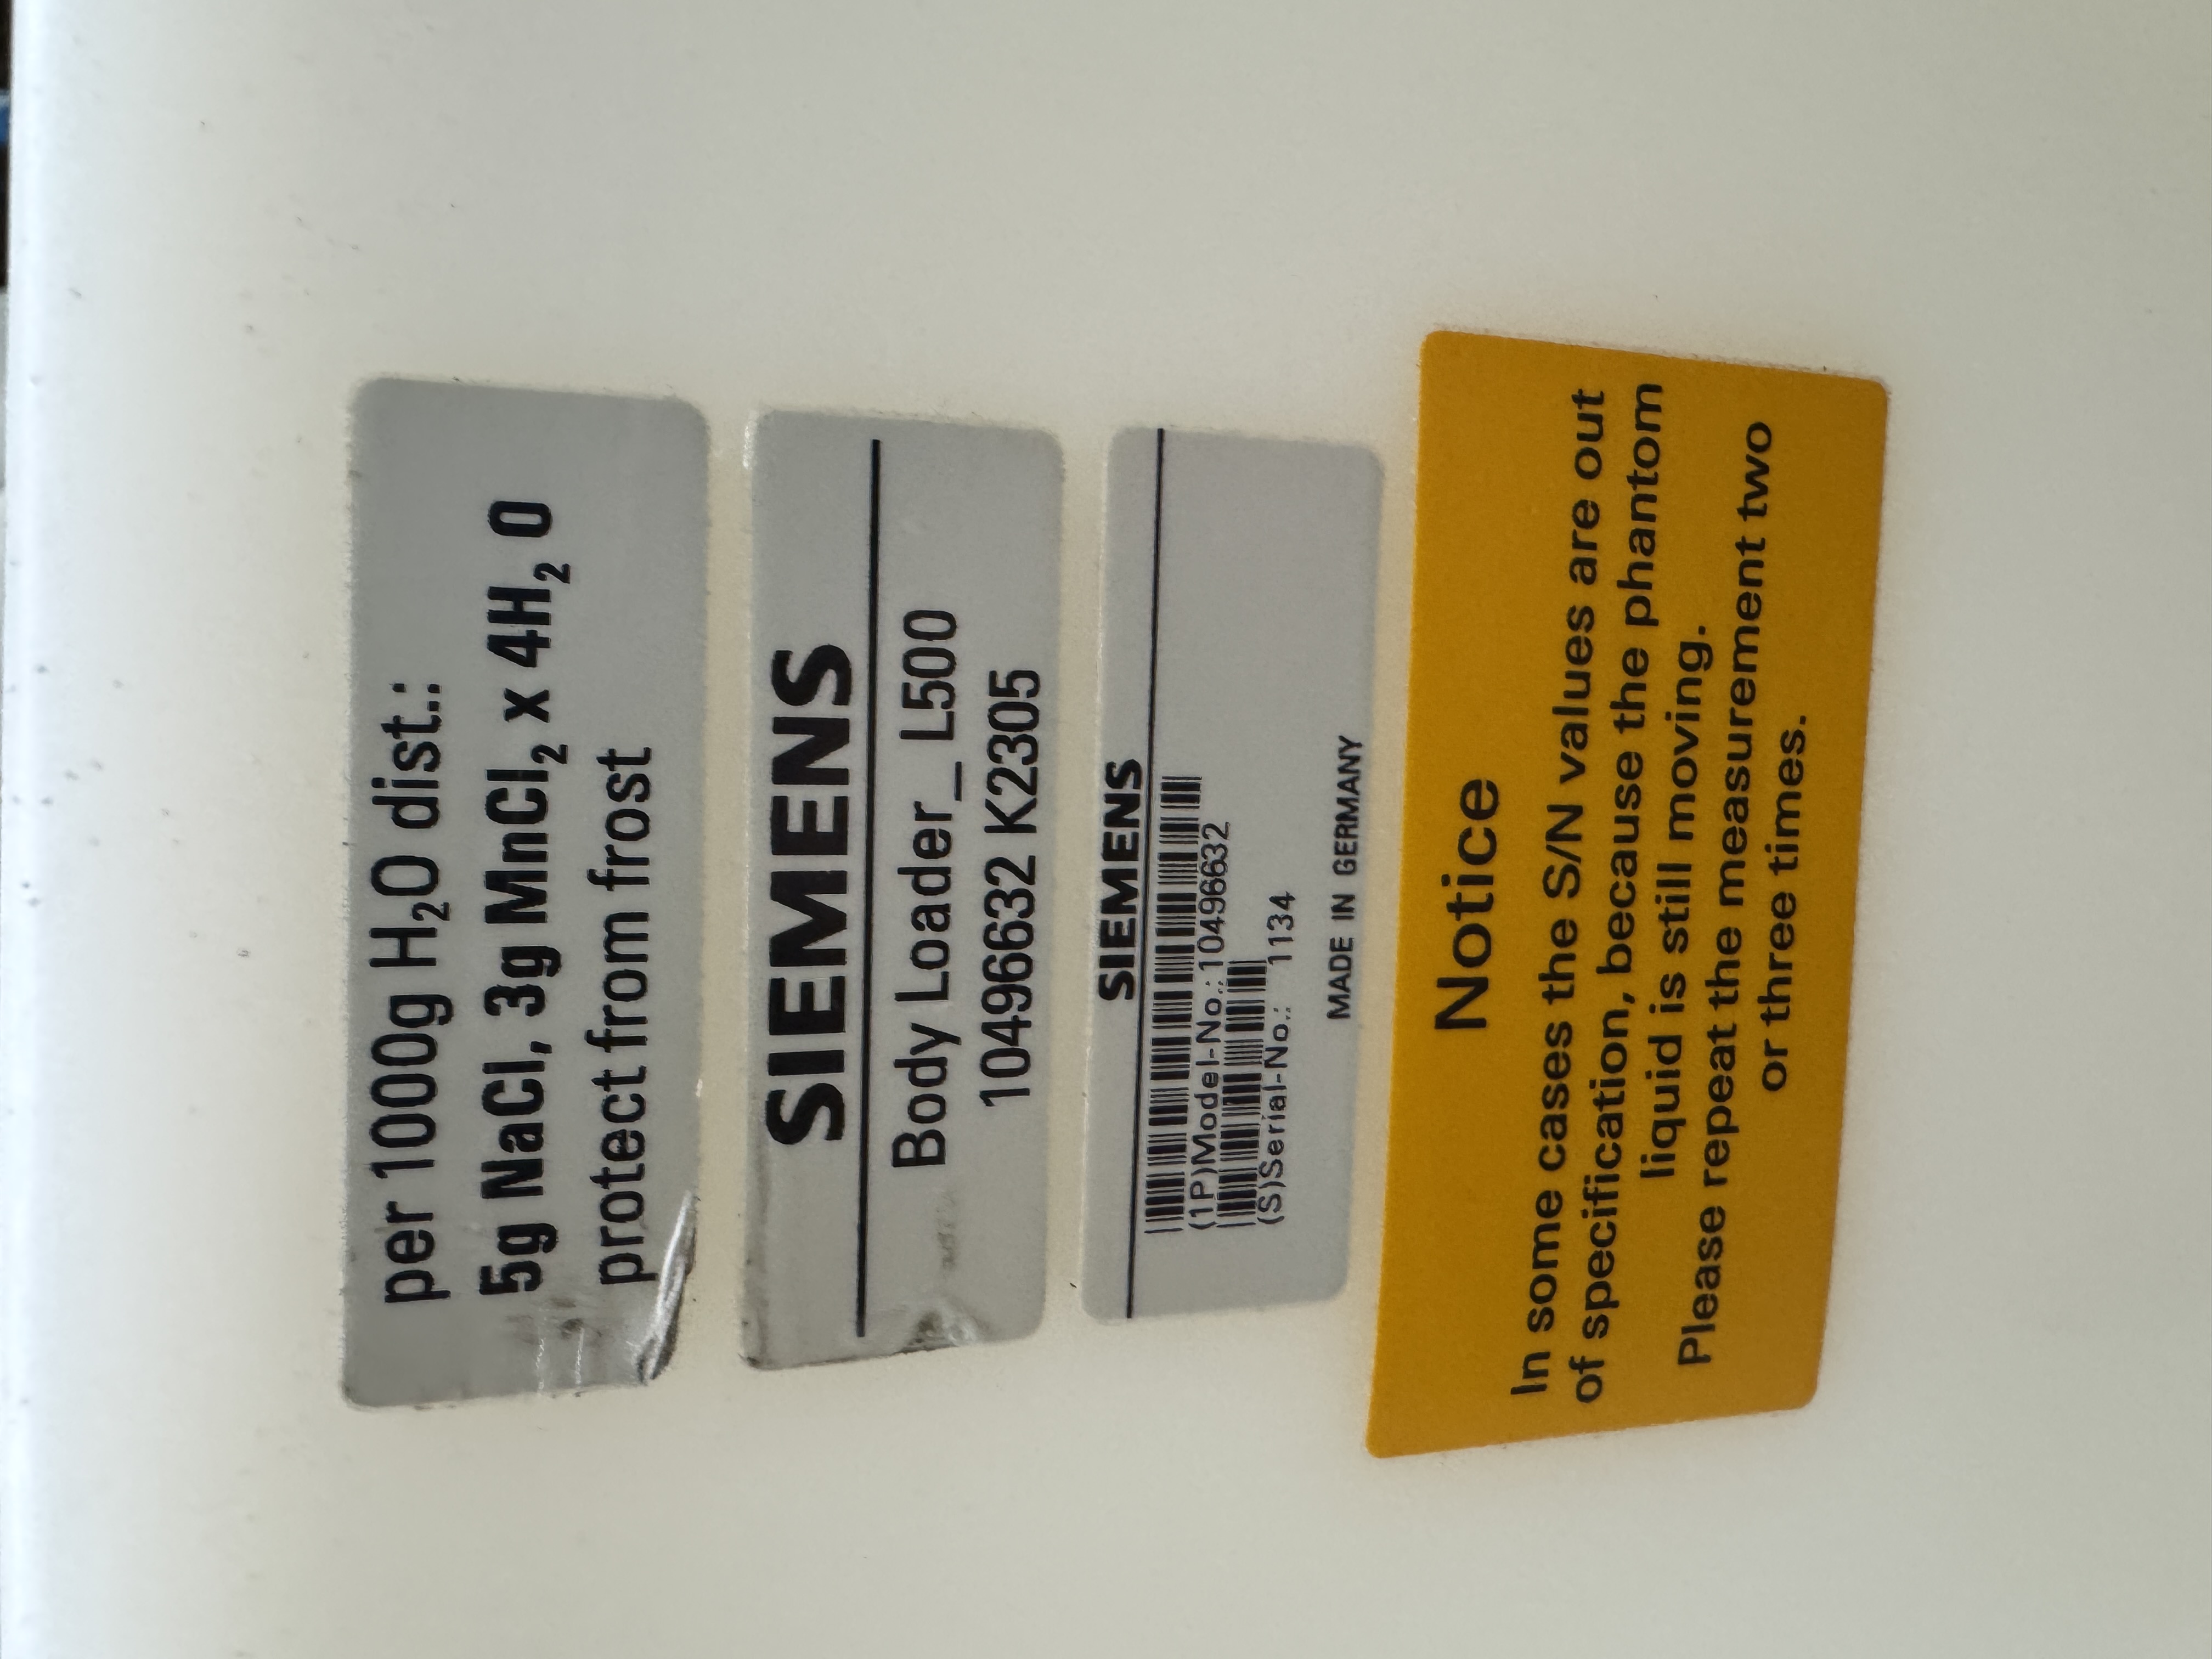 per 1000g H₂O dist.:
5g NaCl, 3g MnCl₂ x 4H₂ O
protect from frost
SIEMENS
Body Loader_ L500
10496632 K2305
SIEMENS
(1P)Model-No.:10496632
(S)Serial-No.: 1134
MADE IN GERMANY
Notice
In some cases the S/N values are out
of specification, because the phantom
liquid is still moving.
Please repeat the measurement two
or three times.